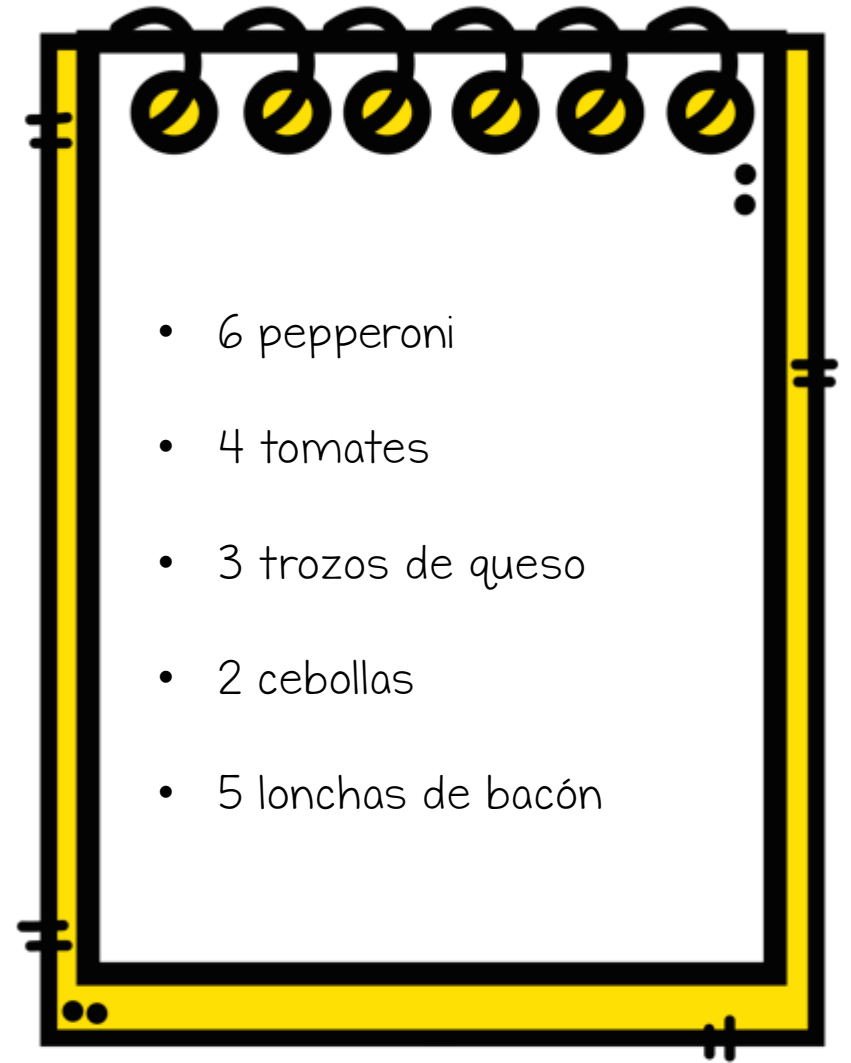 • 6 pepperoni
• 4 tomates
• 3 trozos de queso
• 2 cebollas
• 5 lonchas de bacón